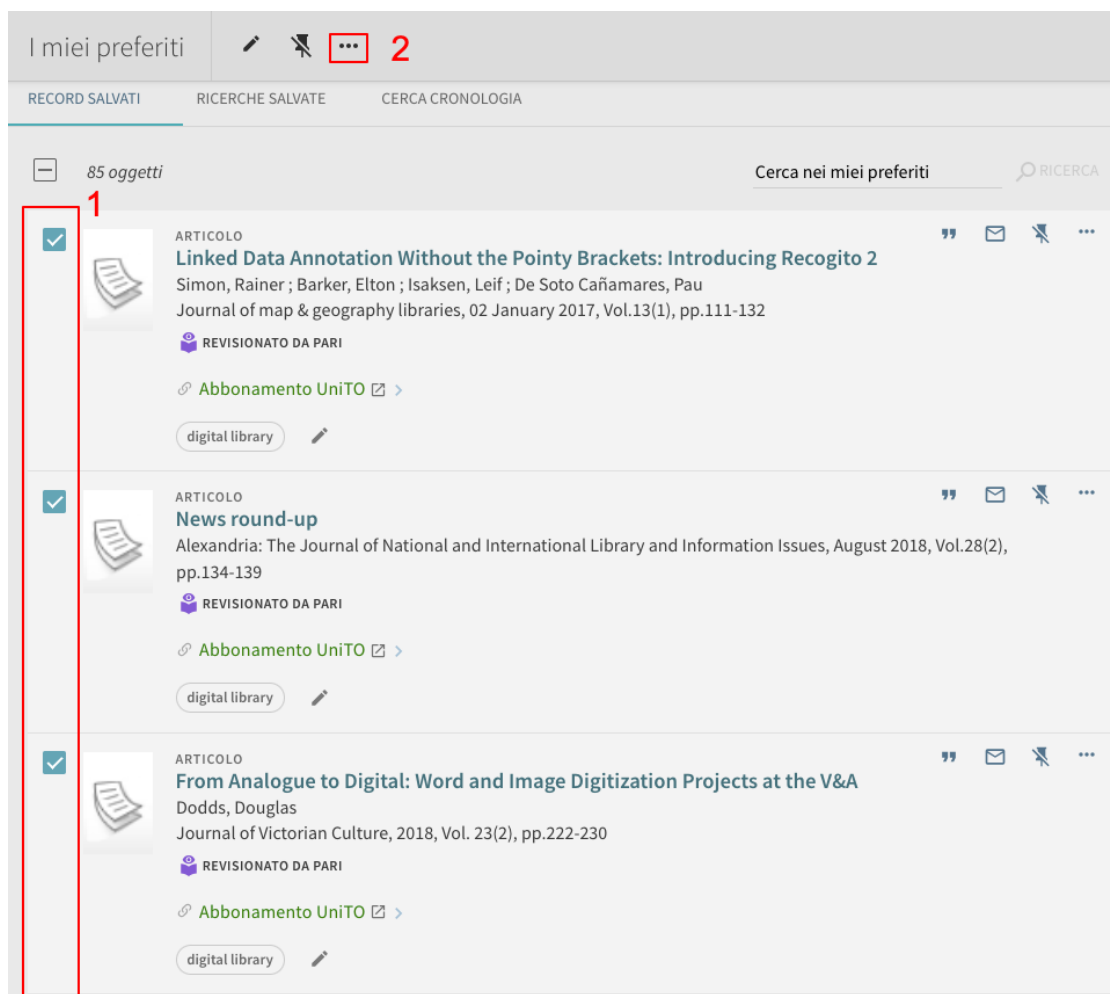 I miei preferiti
2
RECORD SALVATI RICERCHE SALVATE CERCA CRONOLOGIA
85 oggetti Cerca nei miei preferiti RICERCA
1
ARTICOLO
Linked Data Annotation Without the Pointy Brackets: Introducing Recogito 2
Simon, Rainer ; Barker, Elton ; Isaksen, Leif ; De Soto Cañamares, Pau
Journal of map & geography libraries, 02 January 2017, Vol.13(1), pp.111-132
REVISIONATO DA PARI
Abbonamento UniTO
digital library
ARTICOLO
News round-up
Alexandria: The Journal of National and International Library and Information Issues, August 2018, Vol.28(2),
pp.134-139
REVISIONATO DA PARI
Abbonamento UniTO
digital library
ARTICOLO
From Analogue to Digital: Word and Image Digitization Projects at the V&A
Dodds, Douglas
Journal of Victorian Culture, 2018, Vol. 23(2), pp.222-230
REVISIONATO DA PARI
Abbonamento UniTO
digital library